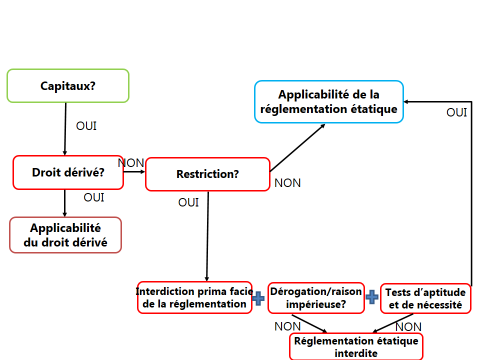 Capitaux?
Applicabilité de la
réglementation étatique
OUI
OUI
NON
Droit dérivé?
Restriction?
NON
OUI
OUI
Applicabilité
du droit dérivé
Interdiction prima facie
de la réglementation
Dérogation/raison
impérieuse?
Tests d'aptitude
et de nécessité
NON
NON
Réglementation étatique
interdite